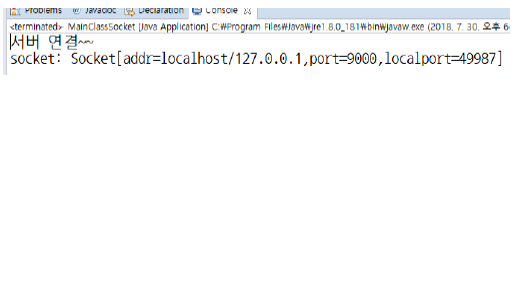 Problems @ Javadoc Declaration Console
<terminated> MainClassSocket [Java Application] C:₩Program Files₩Java₩jre1.8.0_181₩bin₩javaw.exe (2018. 7. 30. 오후 6
서버 연결~~
socket: Socket[addr=localhost/127.0.0.1,port=9000,localport=49987]